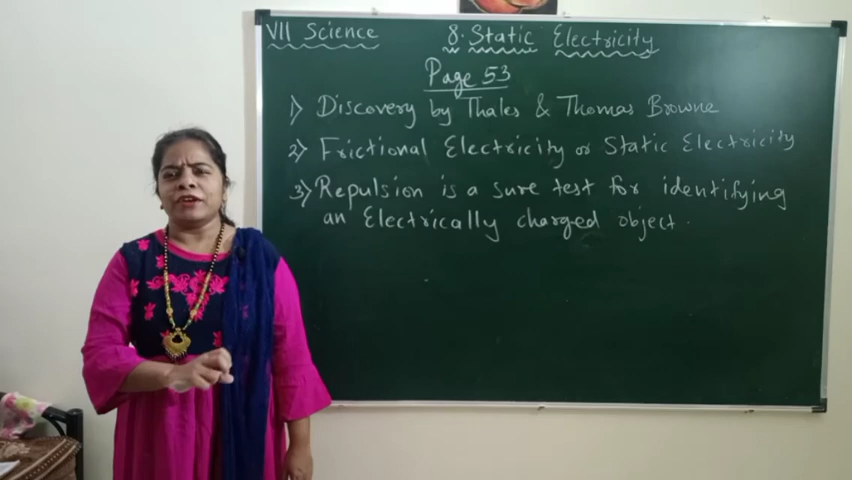 VII Science
8. Static Electricity
Page 53
1) Discovery by Thales & Thomas Browne
2) Frictional Electricity or Static Electricity
3) Repulsion is a sure test for identifying
an Electrically charged object.